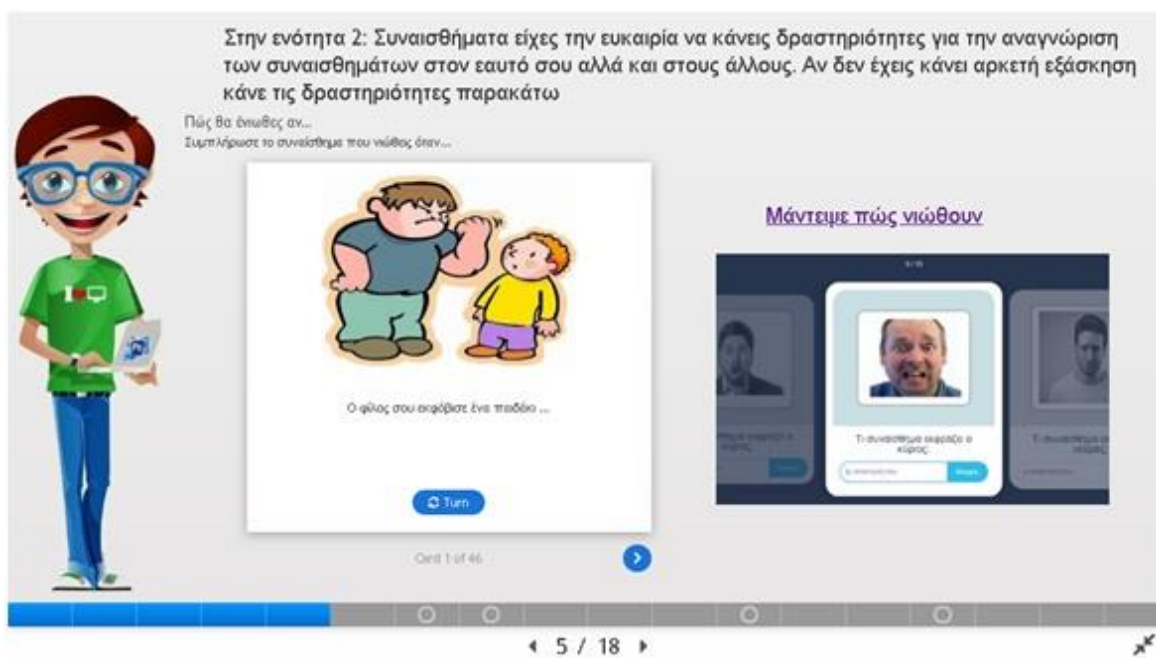 Στην ενότητα 2: Συναισθήματα είχες την ευκαιρία να κάνεις δραστηριότητες για την αναγνώριση
των συναισθημάτων στον εαυτό σου αλλά και στους άλλους. Αν δεν έχεις κάνει αρκετή εξάσκηση
κάνε τις δραστηριότητες παρακάτω
Πώς θα ένιωθες αν...
Συμπλήρωσε το συναίσθημα που νιώθεις όταν...
Μάντεψε πώς νιώθουν
Ο φίλος σου εκφόβισε ένα παιδάκι ...
Τι συναίσθημα εκφράζει ο
κύριος;
Turn
Card 1 of 46
5 / 18